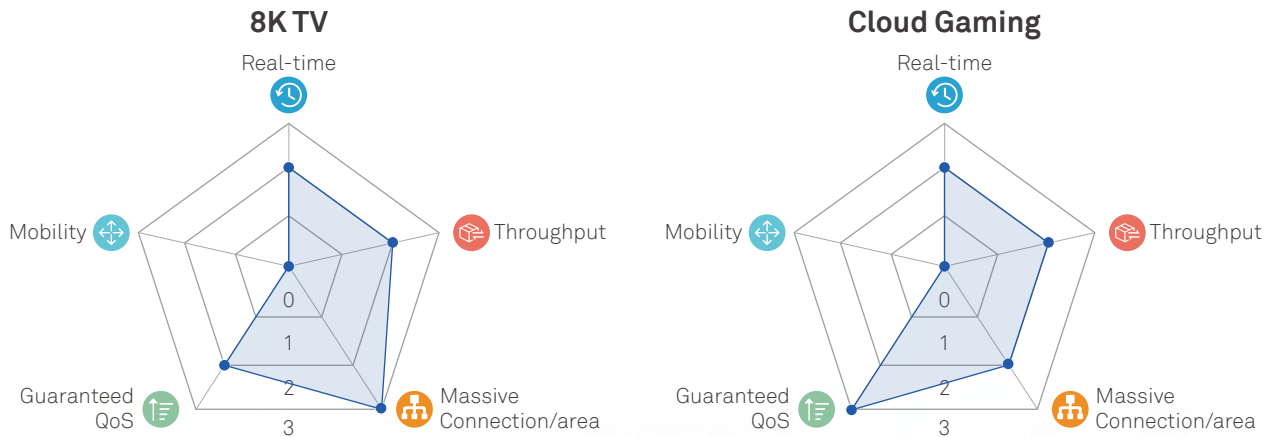 8K TV
Real-time
Mobility
Throughput
0
1
2
3
Guaranteed
QoS
Massive
Connection/area
Cloud Gaming
Real-time
Mobility
Throughput
0
1
2
3
Guaranteed
QoS
Massive
Connection/area